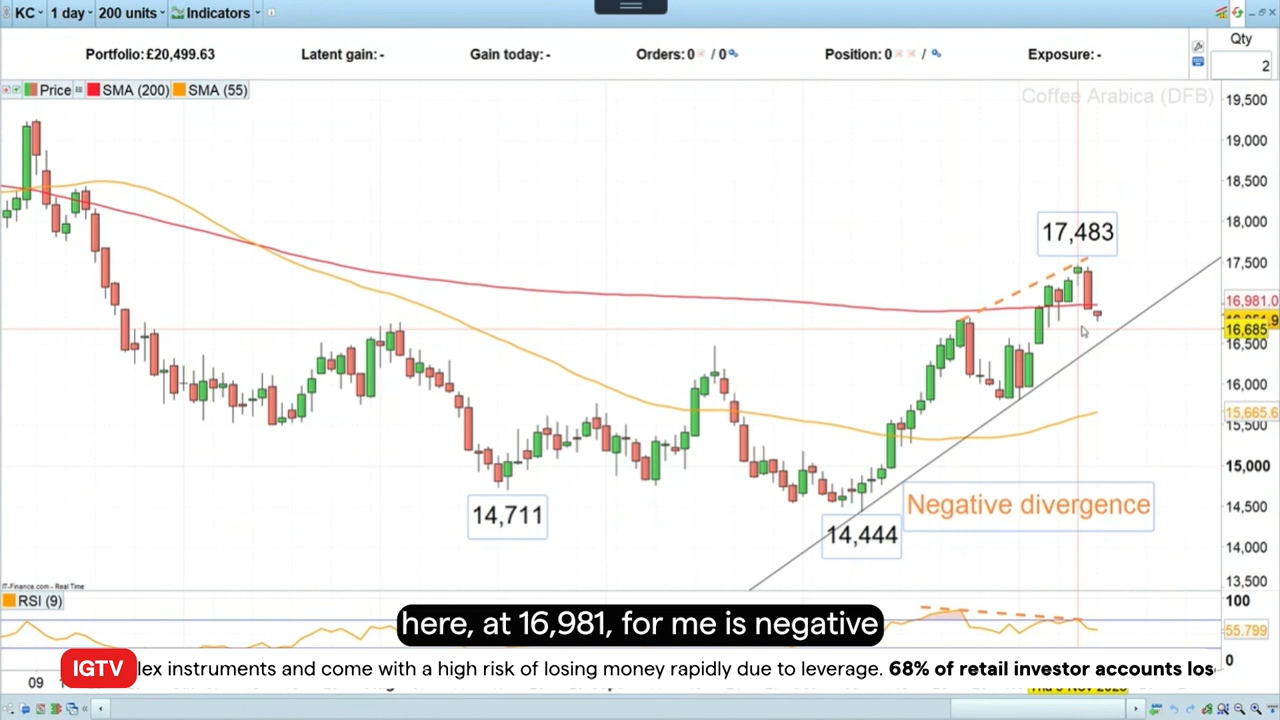 KC 1 day 200 units Indicators
Portfolio:£20,499.63 Latent gain:- Gain today:- Orders:0 / 0 Position: 0 / Exposure:- Qty
2
Price SMA (200) SMA (55) Coffee Arabica (DFB)
19,500
19,000
18,500
18,000
17,483
17,500
16,981.0
16,685
16,500
16,000
15,665.6
15,500
15,000
Negative divergence
14,711
14,500
14,444
14,000
13,500
IT-Finance.com - Real Time
RSI (9) 100
here, at 16,981, for me is negative
55.799
0
IGTV lex instruments and come with a high risk of losing money rapidly due to leverage. 68% of retail investor accounts los
09